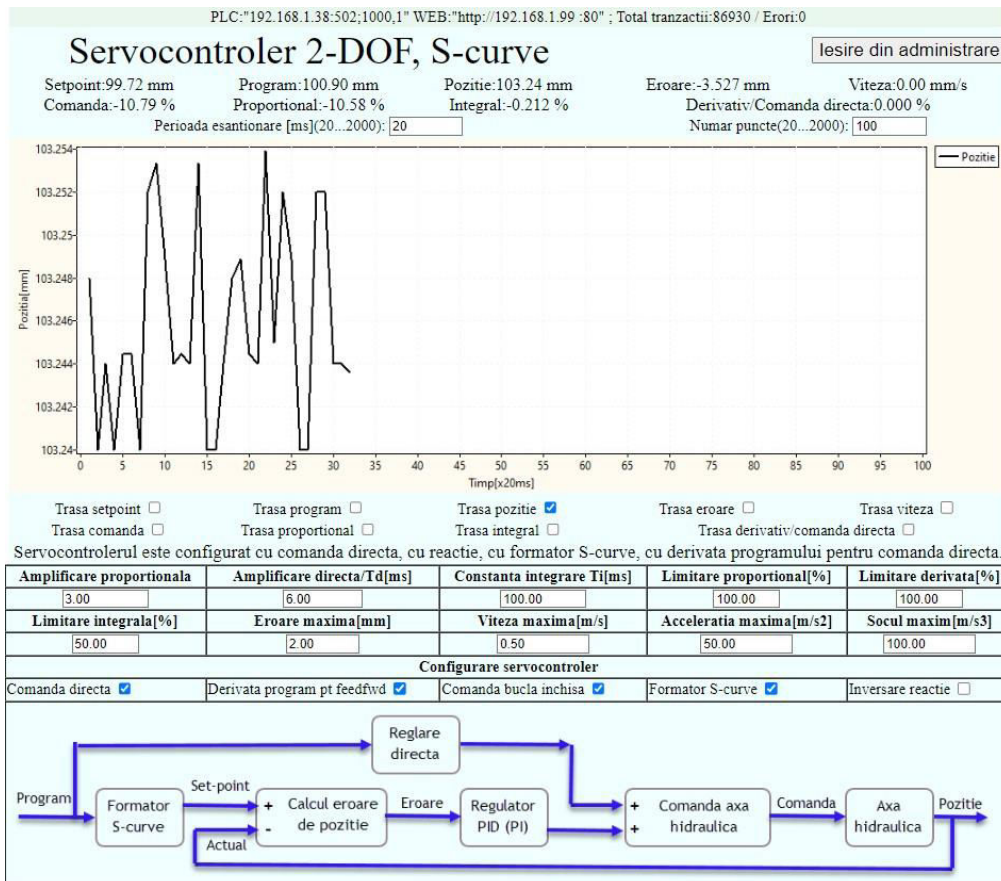 PLC:"192.168.1.38:502;1000,1" WEB:"http://192.168.1.99 :80" ; Total tranzactii:86930 / Erori:0
Servocontroler 2-DOF, S-curve
Iesire din administrare
Setpoint:99.72 mm Program:100.90 mm Pozitie:103.24 mm Eroare:-3.527 mm Viteza:0.00 mm/s
Comanda:-10.79 % Proportional:-10.58 % Integral:-0.212 % Derivativ/Comanda directa:0.000 %
Perioada esantionare [ms](20...2000): 20 Numar puncte(20...2000): 100
103.254
103.252
103.25
103.248
103.246
103.244
103.242
103.24
Pozitia[mm]
Pozitie
0 5 10 15 20 25 30 35 40 45 50 55 60 65 70 75 80 85 90 95 100
Timp[x20ms]
Trasa setpoint Trasa program Trasa pozitie Trasa eroare Trasa viteza
Trasa comanda Trasa proportional Trasa integral Trasa derivativ/comanda directa
Servocontrolerul este configurat cu comanda directa, cu reactie, cu formator S-curve, cu derivata programului pentru comanda directa.
Amplificare proportionala Amplificare directa/Td[ms] Constanta integrare Ti[ms] Limitare proportional[%] Limitare derivata[%]
3.00 6.00 100.00 100.00 100.00
Limitare integrala[%] Eroare maxima[mm] Viteza maxima[m/s] Acceleratia maxima[m/s2] Socul maxim[m/s3]
50.00 2.00 0.50 50.00 100.00
Configurare servocontroler
Comanda directa Derivata program pt feedfwd Comanda bucla inchisa Formator S-curve Inversare reactie
Reglare
directa
Program
Formator
S-curve
Set-point
Actual
+
-
Calcul eroare
de pozitie
Eroare
Regulator
PID (PI)
+
+
Comanda axa
hidraulica
Comanda
Axa
hidraulica
Pozitie